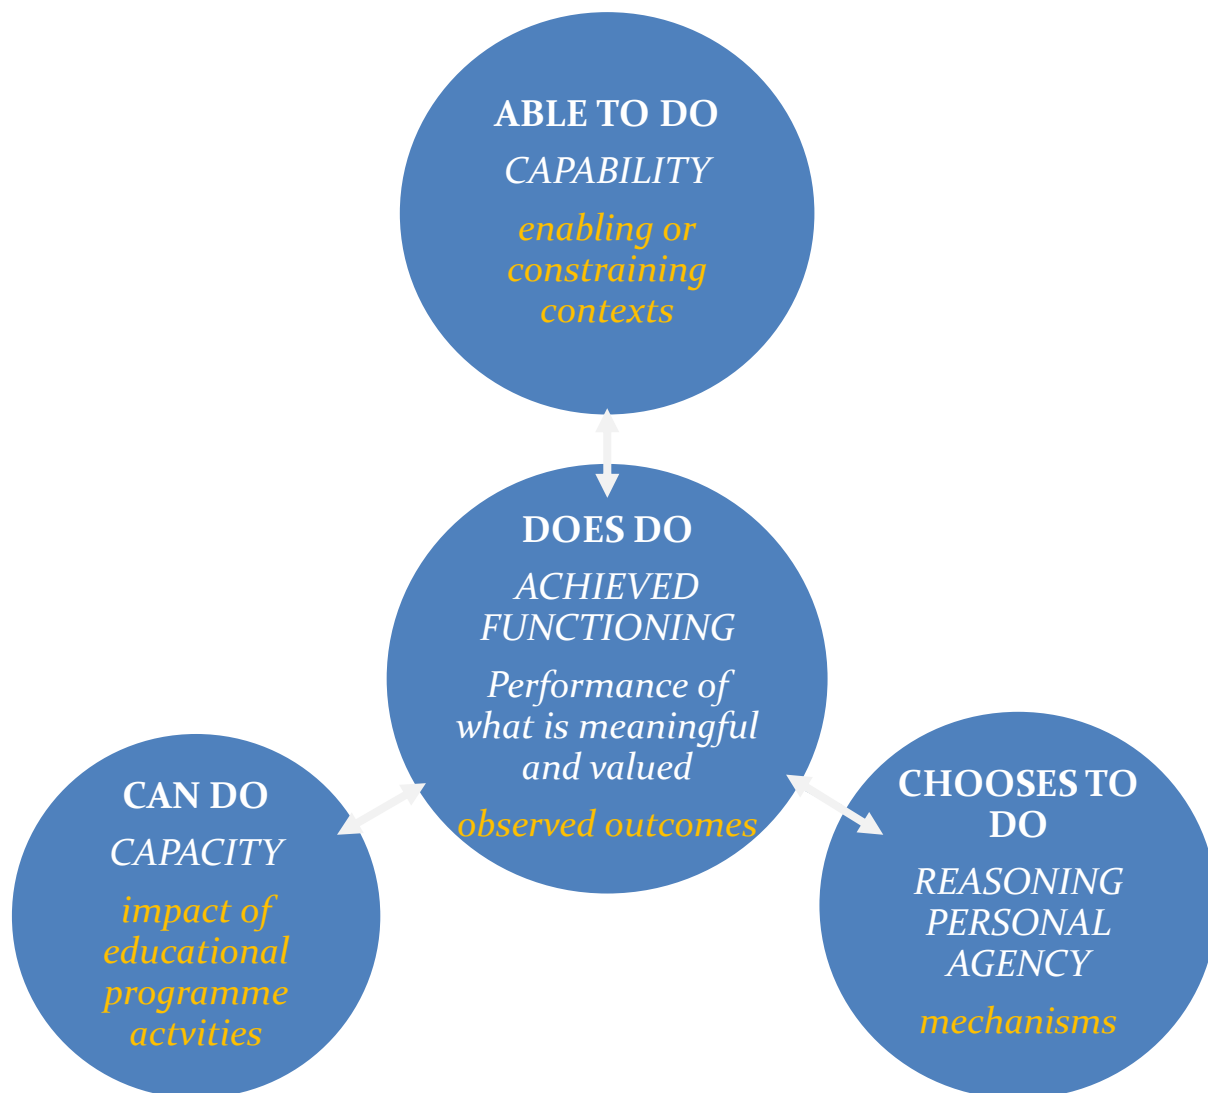 ABLE TO DO
CAPABILITY
enabling or
constraining
contexts
DOES DO
ACHIEVED
FUNCTIONING
Performance of
what is meaningful
and valued
observed outcomes
CAN DO
CAPACITY
impact of
educational
programme
actvities
CHOOSES TO
DO
REASONING
PERSONAL
AGENCY
mechanisms